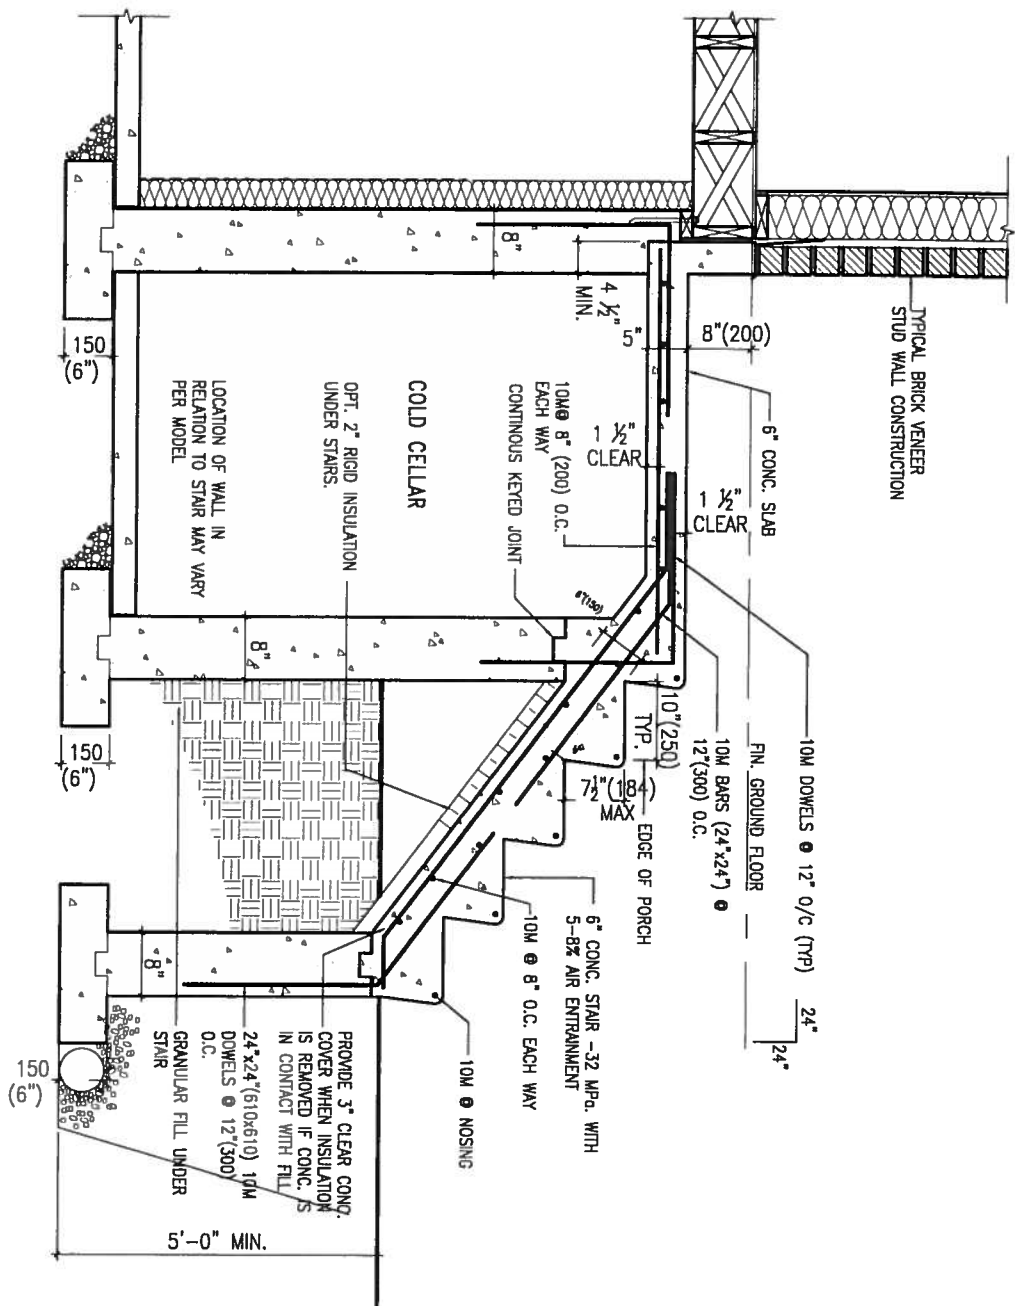 TYPICAL BRICK VENEER
STUD WALL CONSTRUCTION
8"(200)
6" CONC. SLAB
5"
4 ½"
MIN.
8"
1 ½"
CLEAR
1 ½"
CLEAR
10M@ 8" (200) O.C.
EACH WAY
CONTINOUS KEYED JOINT
COLD CELLAR
OPT. 2" RIGID INSULATION
UNDER STAIRS.
LOCATION OF WALL IN
RELATION TO STAIR MAY VARY
PER MODEL
150
(6")
10M DOWELS @ 12" O/C (TYP)
24"
24"
FIN. GROUND FLOOR
10M BARS (24"x24") @
12"(300) O.C.
6"(150)
10"(250)
TYP.
7½"(184)
MAX
EDGE OF PORCH
8"
150
(6")
6" CONC. STAIR -32 MPa. WITH
5-8% AIR ENTRAINMENT
10M @ 8" O.C. EACH WAY
10M @ NOSING
8"
PROVIDE 3" CLEAR CONC.
COVER WHEN INSULATION
IS REMOVED IF CONC. IS
IN CONTACT WITH FILL
24"x24"(610x610) 10M
DOWELS @ 12"(300)
O.C.
GRANULAR FILL UNDER
STAIR
150
(6")
5'-0" MIN.